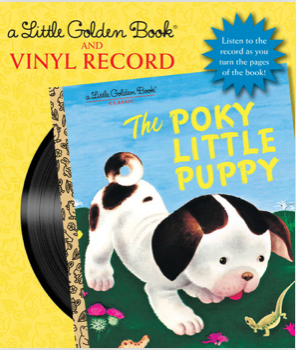 a Little Golden Book®
AND
VINYL RECORD
Listen to the
record as you
turn the pages
of the book!
a Little Golden Book®
CLASSIC
The POKY
LITTLE
PUPPY